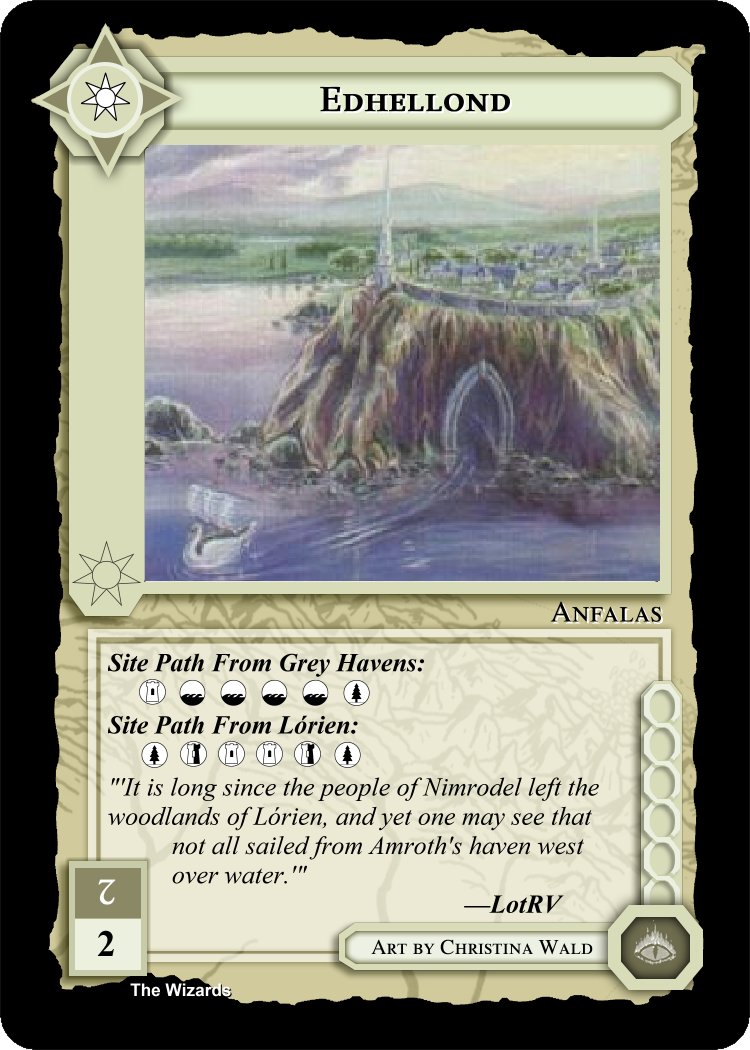 Edhellond
Anfalas
Site Path From Grey Havens:
Site Path From Lórien:
"'It is long since the people of Nimrodel left the
woodlands of Lórien, and yet one may see that
not all sailed from Amroth's haven west
over water.'"
—LotRV
2
Art by Christina Wald
The Wizards